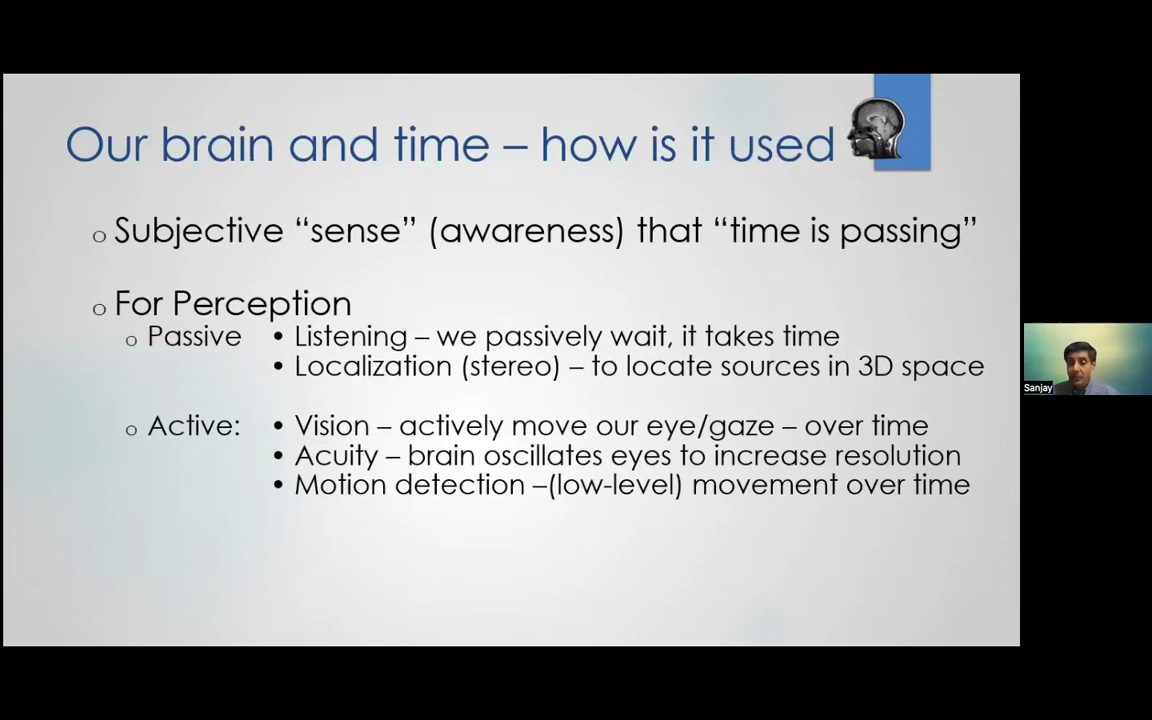 Our brain and time – how is it used
o Subjective “sense” (awareness) that “time is passing”
o For Perception
o Passive • Listening – we passively wait, it takes time
• Localization (stereo) – to locate sources in 3D space
o Active: • Vision – actively move our eye/gaze – over time
• Acuity – brain oscillates eyes to increase resolution
• Motion detection –(low-level) movement over time
Sanjay